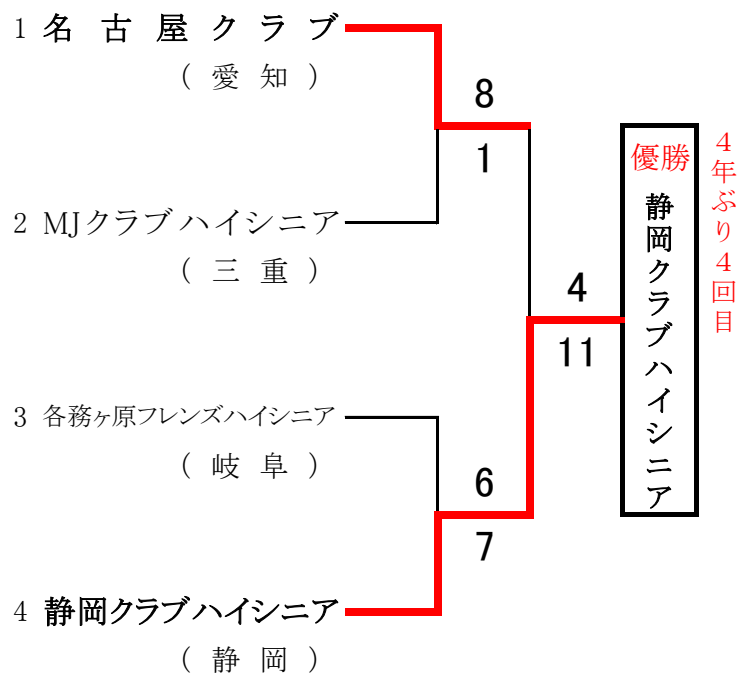 1 名古屋クラブ
(愛知)
2 MJクラブハイシニア
(三重)
3 各務ヶ原フレンズハイシニア
(岐阜)
4 静岡クラブハイシニア
(静岡)
8
1
6
7
4
11
優勝
静岡クラブハイシニア
4年ぶり4回目